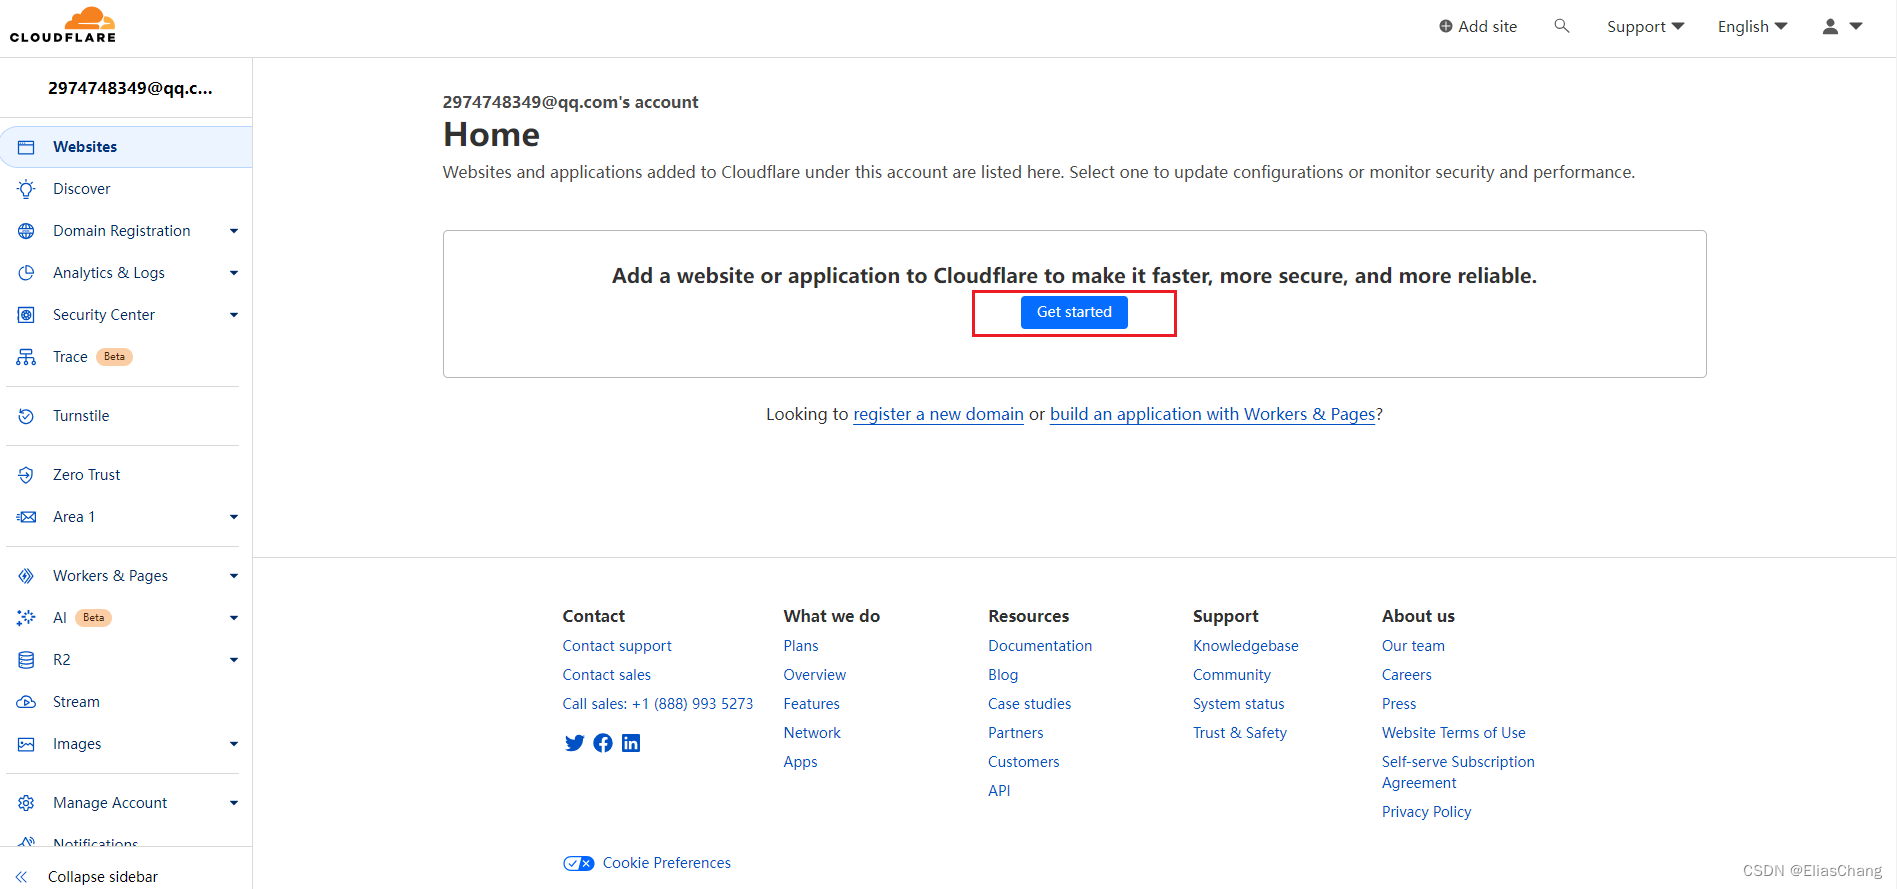 CLOUDFLARE
Add site
Support
English
2974748349@qq.c...
Websites
Discover
Domain Registration
Analytics & Logs
Security Center
Trace Beta
Turnstile
Zero Trust
Area 1
Workers & Pages
AI Beta
R2
Stream
Images
Manage Account
Notifications
Collapse sidebar
2974748349@qq.com's account
Home
Websites and applications added to Cloudflare under this account are listed here. Select one to update configurations or monitor security and performance.
Add a website or application to Cloudflare to make it faster, more secure, and more reliable.
Get started
Looking to register a new domain or build an application with Workers & Pages?
Contact
Contact support
Contact sales
Call sales: +1 (888) 993 5273
What we do
Plans
Overview
Features
Network
Apps
Resources
Documentation
Blog
Case studies
Partners
Customers
API
Support
Knowledgebase
Community
System status
Trust & Safety
About us
Our team
Careers
Press
Website Terms of Use
Self-serve Subscription
Agreement
Privacy Policy
Cookie Preferences
CSDN @EliasChang